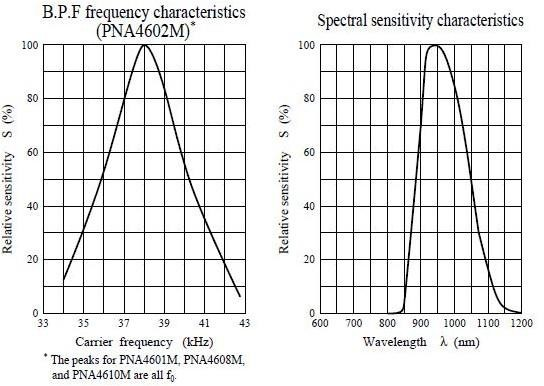 B.P.F frequency characteristics
(PNA4602M)*
100
80
60
40
20
0
Relative sensitivity S (%)
33 35 37 39 41 43
Carrier frequency (kHz)
* The peaks for PNA4601M, PNA4608M,
and PNA4610M are all f0.
Spectral sensitivity characteristics
100
80
60
40
20
0
Relative sensitivity S (%)
600 700 800 900 1000 1100 1200
Wavelength λ (nm)